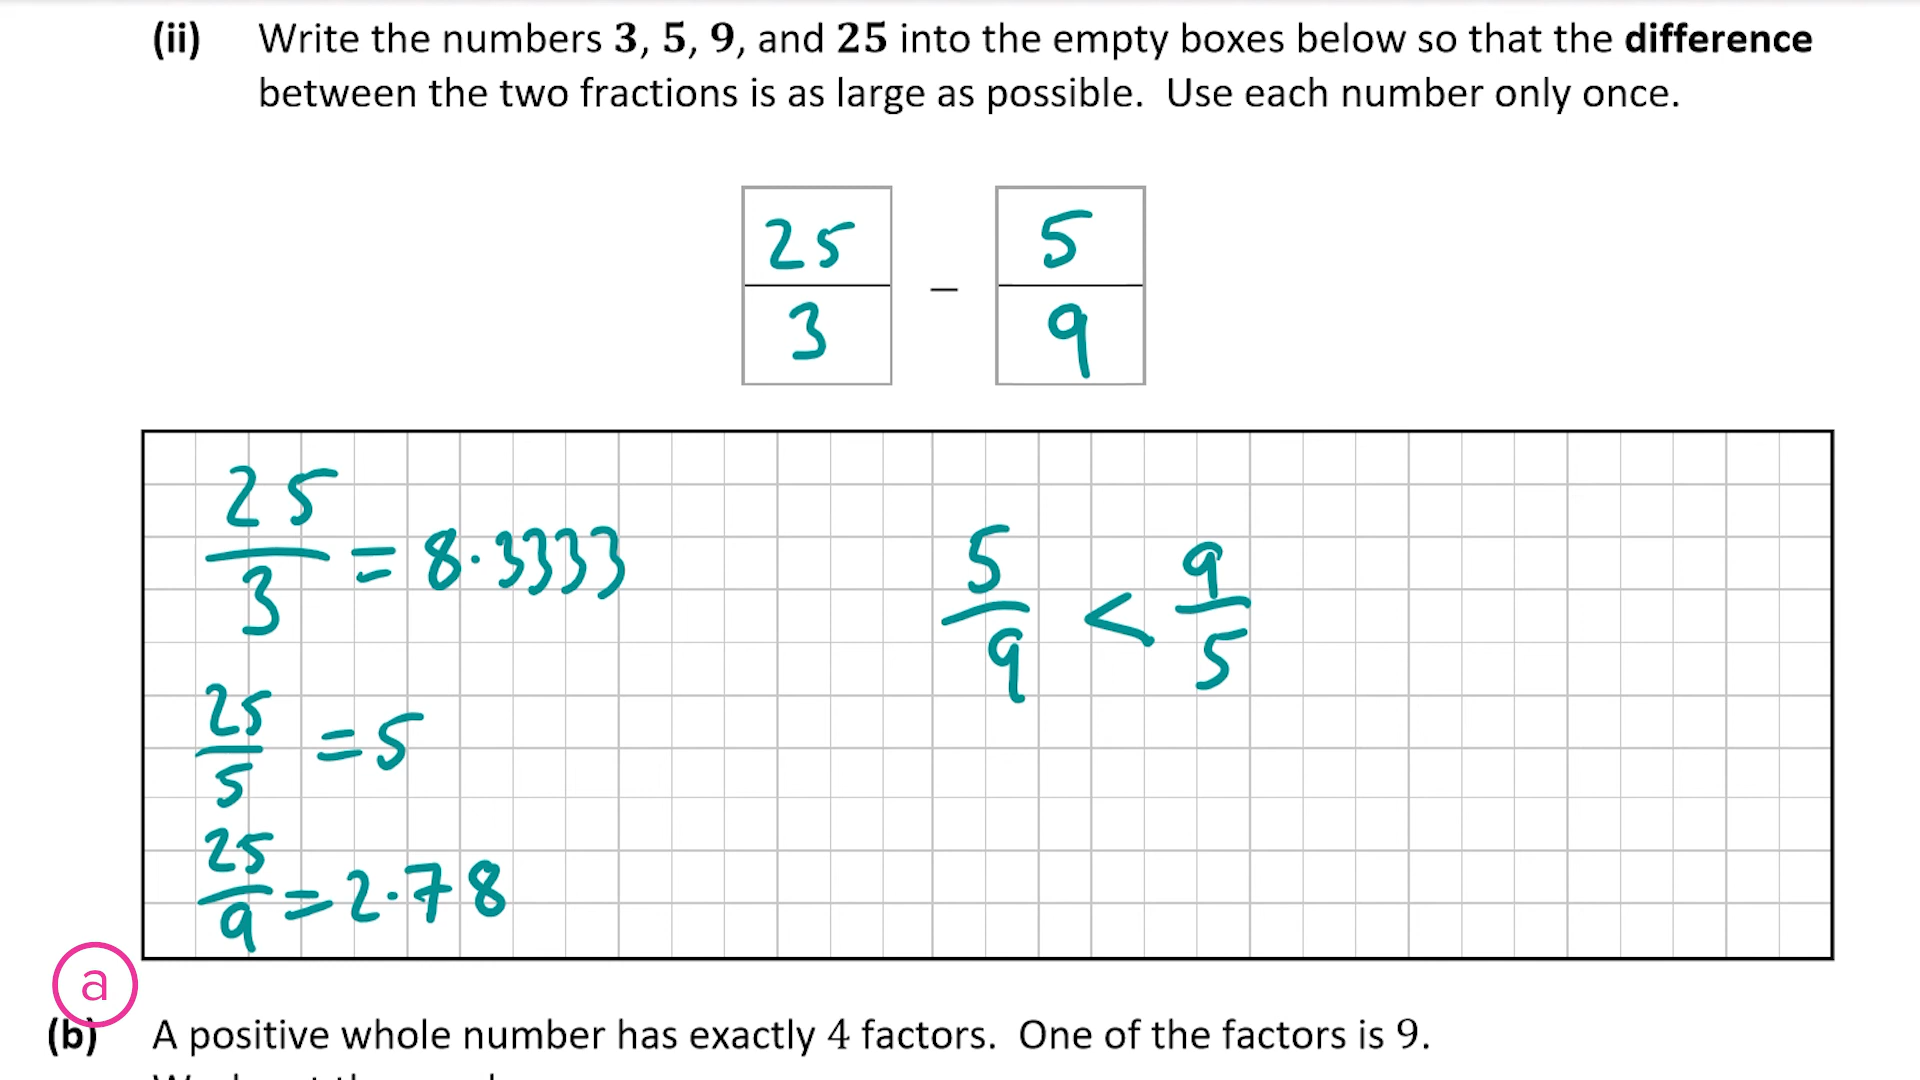 (ii) Write the numbers 3, 5, 9, and 25 into the empty boxes below so that the difference
between the two fractions is as large as possible. Use each number only once.
25/3 − 5/9
25/3 = 8.3333
25/5 = 5
25/9 = 2.78
5/9 < 9/5
a
(b) A positive whole number has exactly 4 factors. One of the factors is 9.